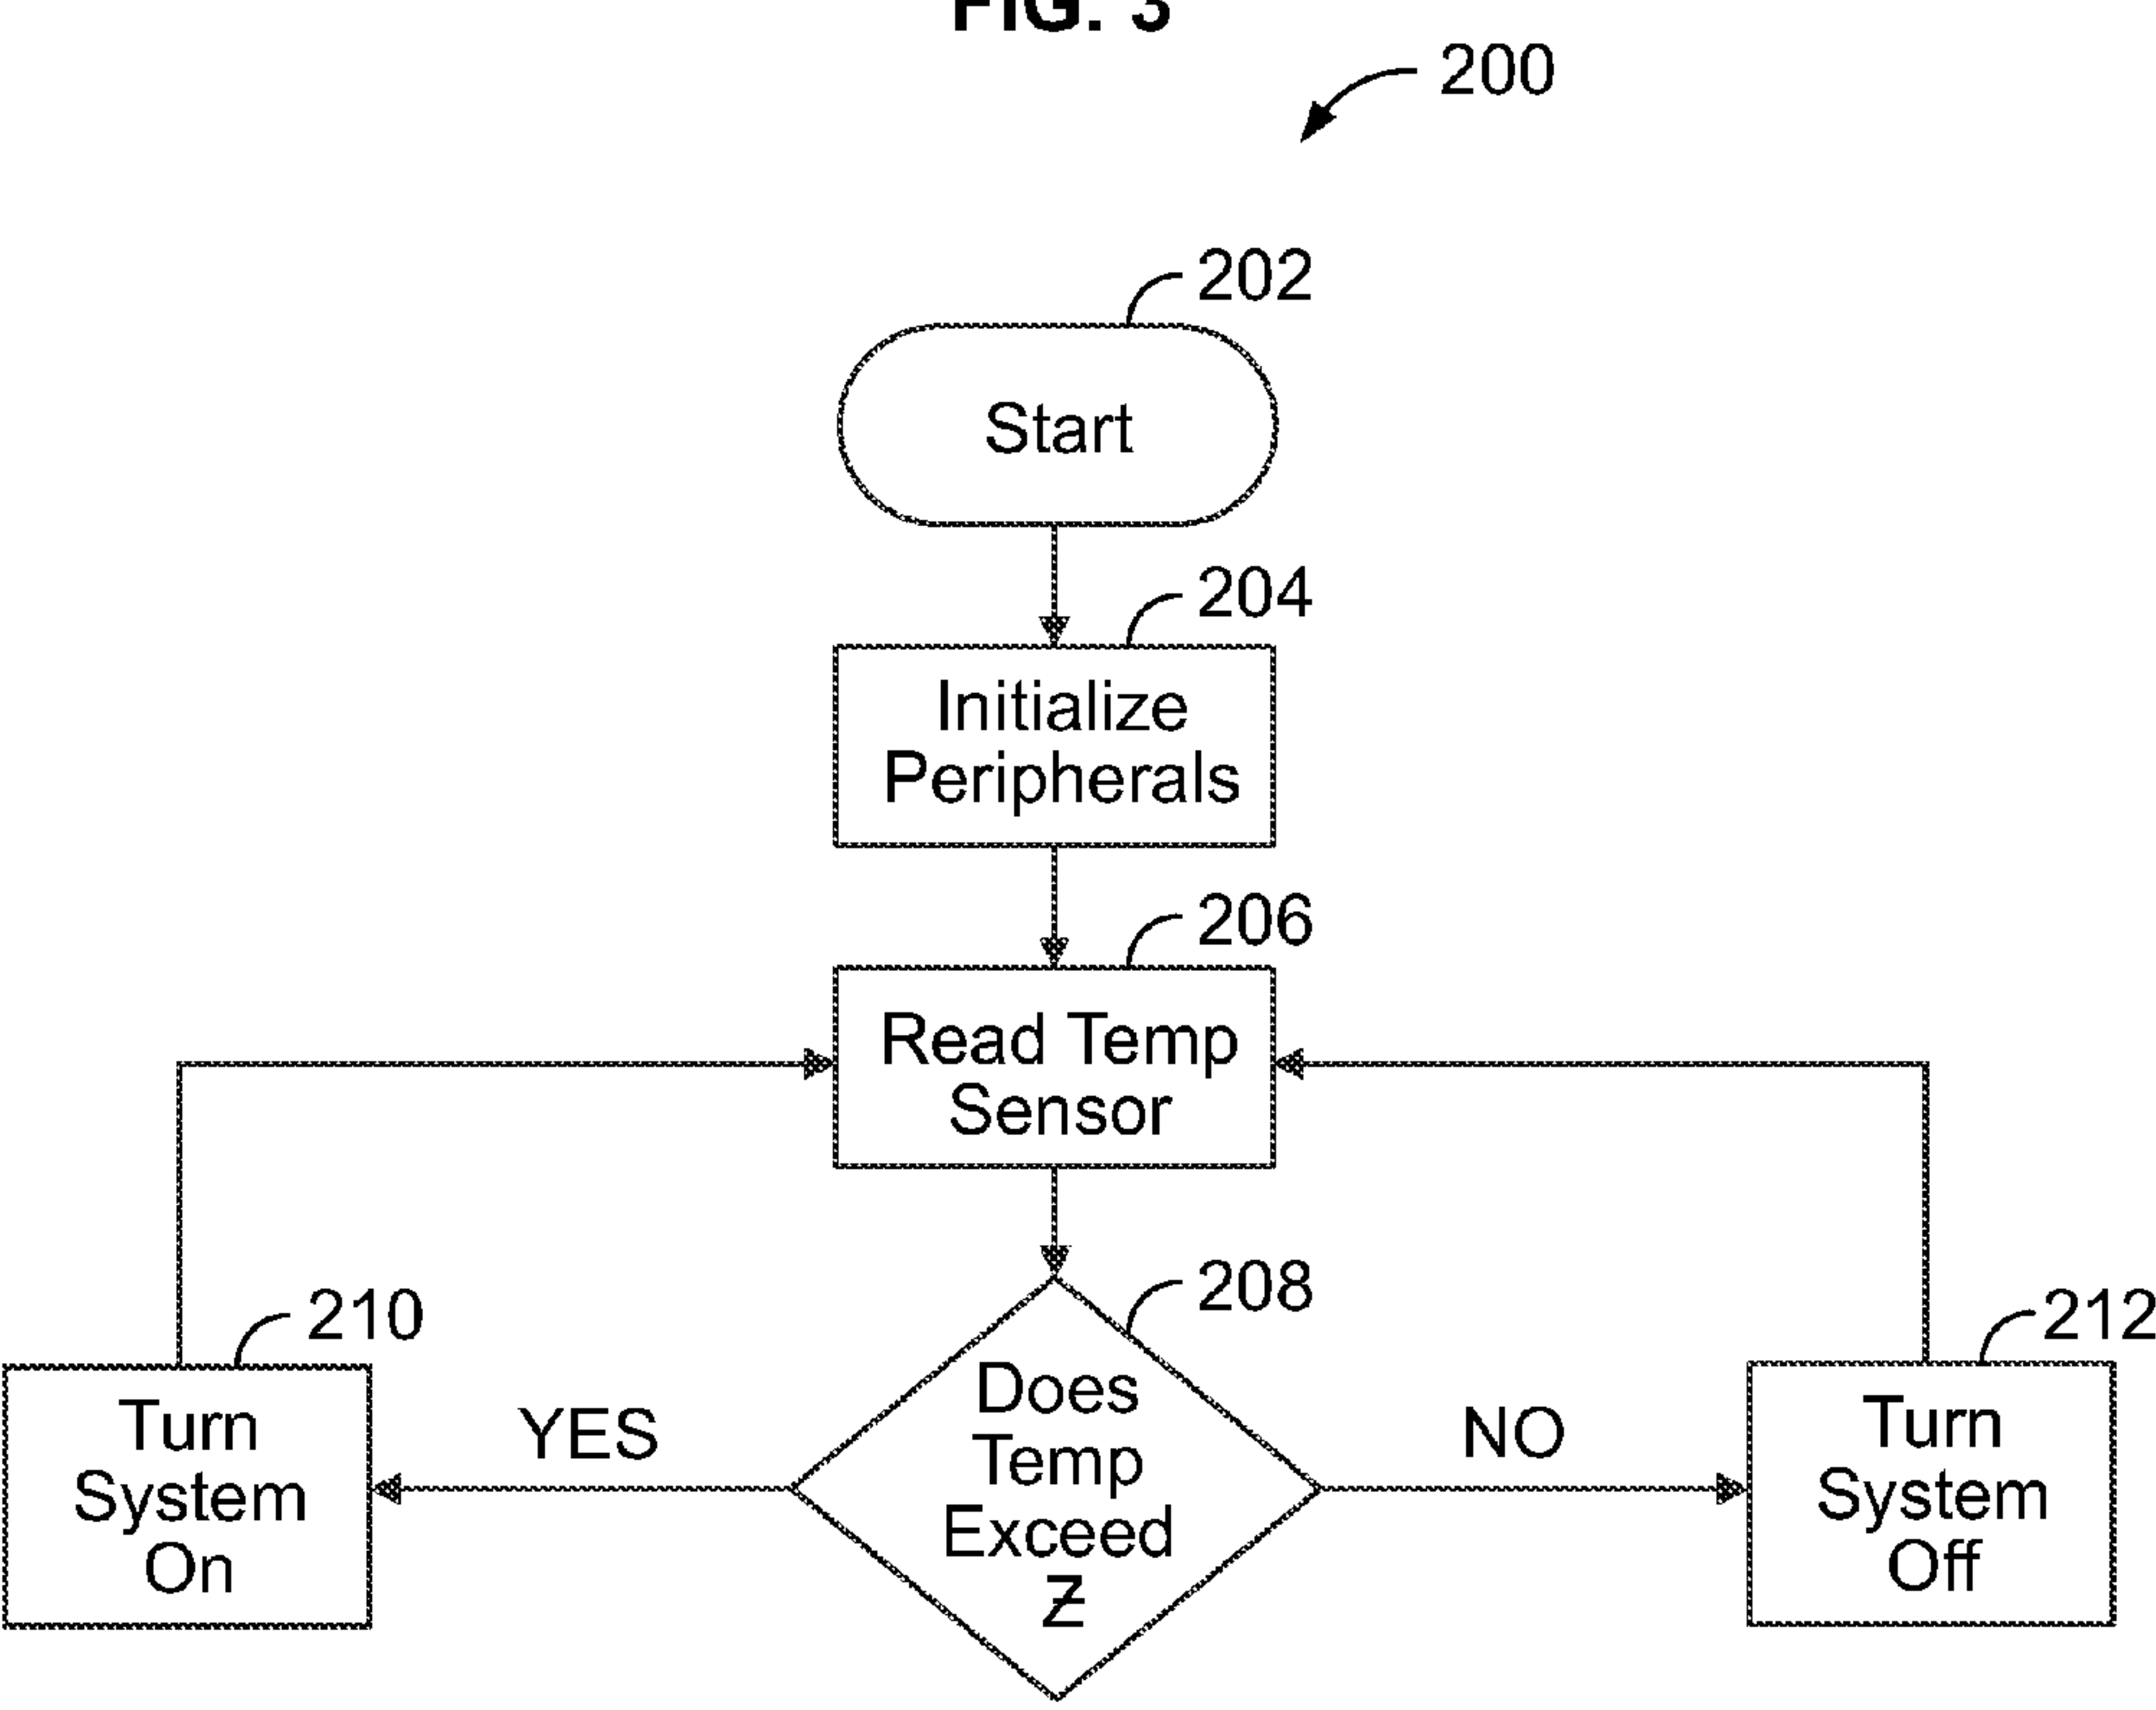 FIG. 3
200
202
Start
204
Initialize
Peripherals
206
Read Temp
Sensor
208
Does
Temp
Exceed
Ƶ
YES
NO
210
Turn
System
On
212
Turn
System
Off